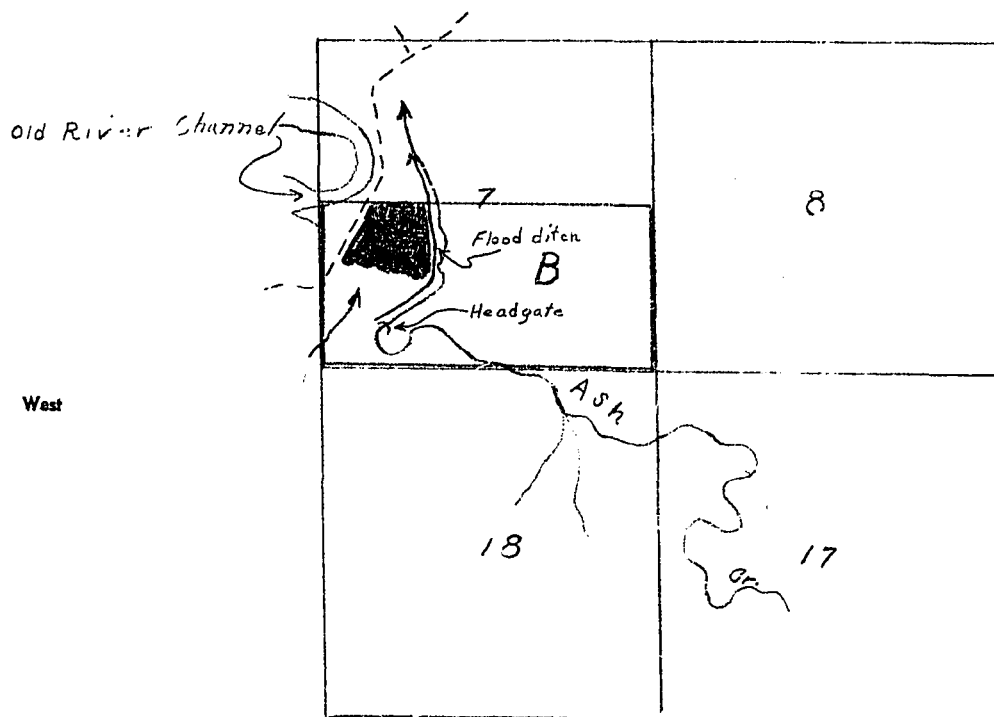 Old River Channel
7
8
Flood ditch
B
Headgate
West
Ash
18
17
Cr.